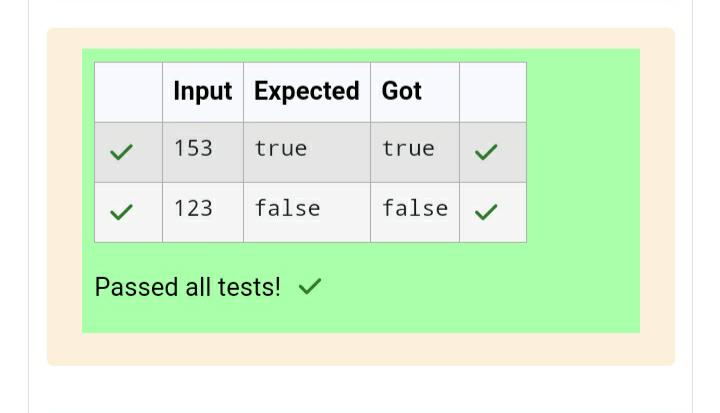 Input Expected Got
153 true true
123 false false
Passed all tests!